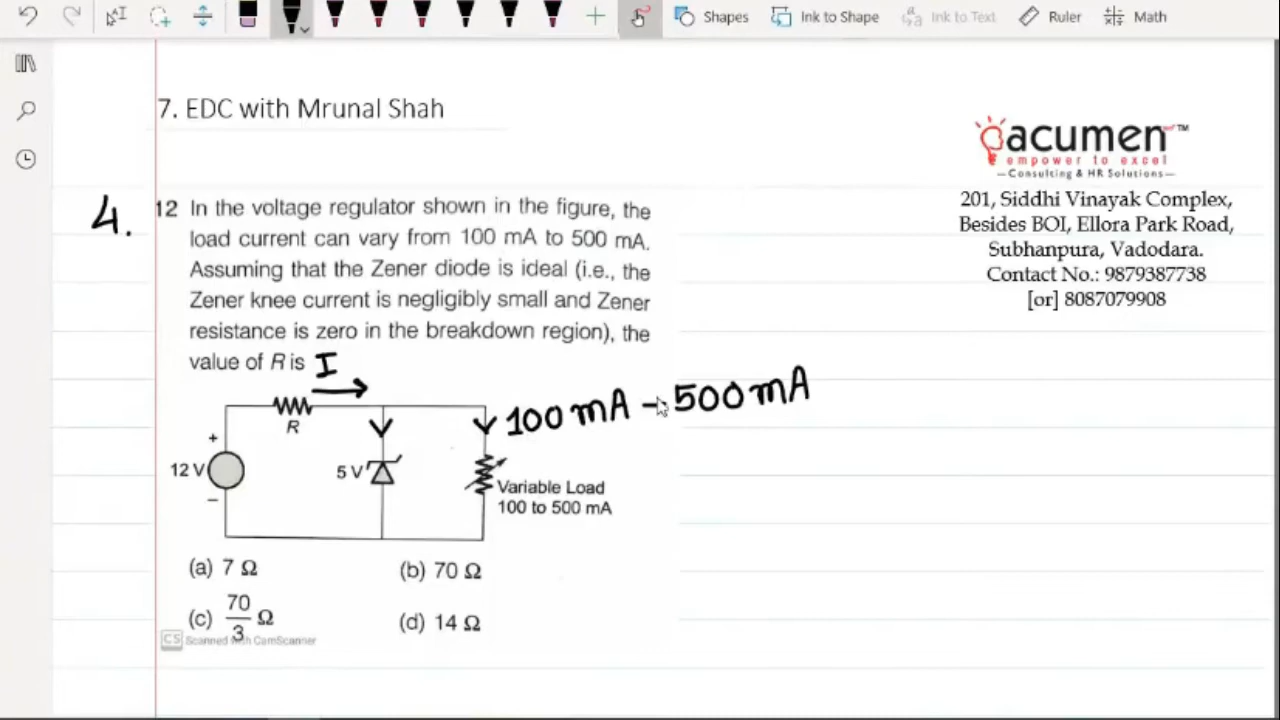 Shapes
Ink to Shape
Ink to Text
Ruler
Math
7. EDC with Mrunal Shah
acumen™
empower to excel
—Consulting & HR Solutions—
201, Siddhi Vinayak Complex,
Besides BOI, Ellora Park Road,
Subhanpura, Vadodara.
Contact No.: 9879387738
[or] 8087079908
4.
12 In the voltage regulator shown in the figure, the
load current can vary from 100 mA to 500 mA.
Assuming that the Zener diode is ideal (i.e., the
Zener knee current is negligibly small and Zener
resistance is zero in the breakdown region), the
value of R is
I
100 mA - 500 mA
R
+
12 V
−
5 V
Variable Load
100 to 500 mA
(a) 7 Ω
(b) 70 Ω
(c) 70/3 Ω
(d) 14 Ω
CS Scanned with CamScanner